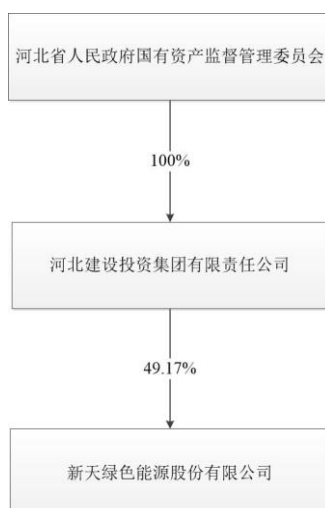 河北省人民政府国有资产监督管理委员会
100%
河北建设投资集团有限责任公司
49.17%
新天绿色能源股份有限公司